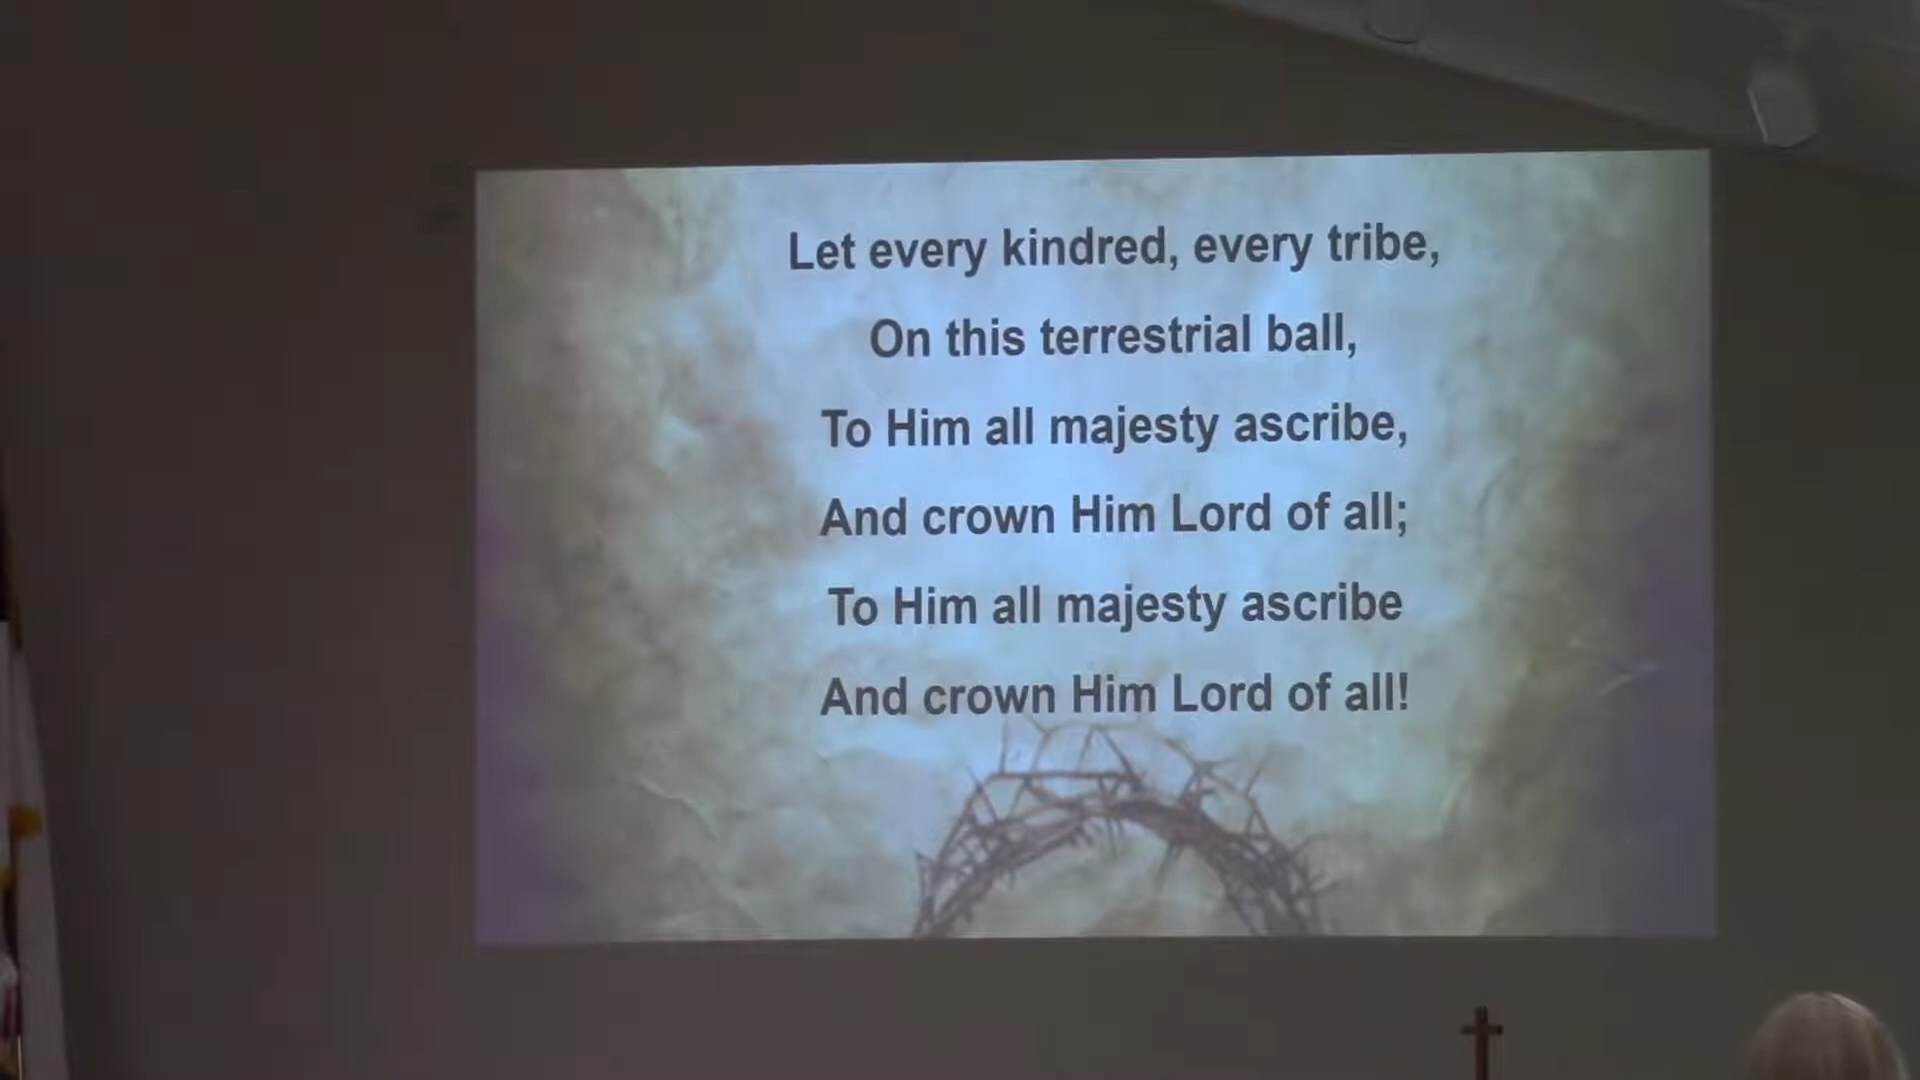 Let every kindred, every tribe,
On this terrestrial ball,
To Him all majesty ascribe,
And crown Him Lord of all;
To Him all majesty ascribe
And crown Him Lord of all!